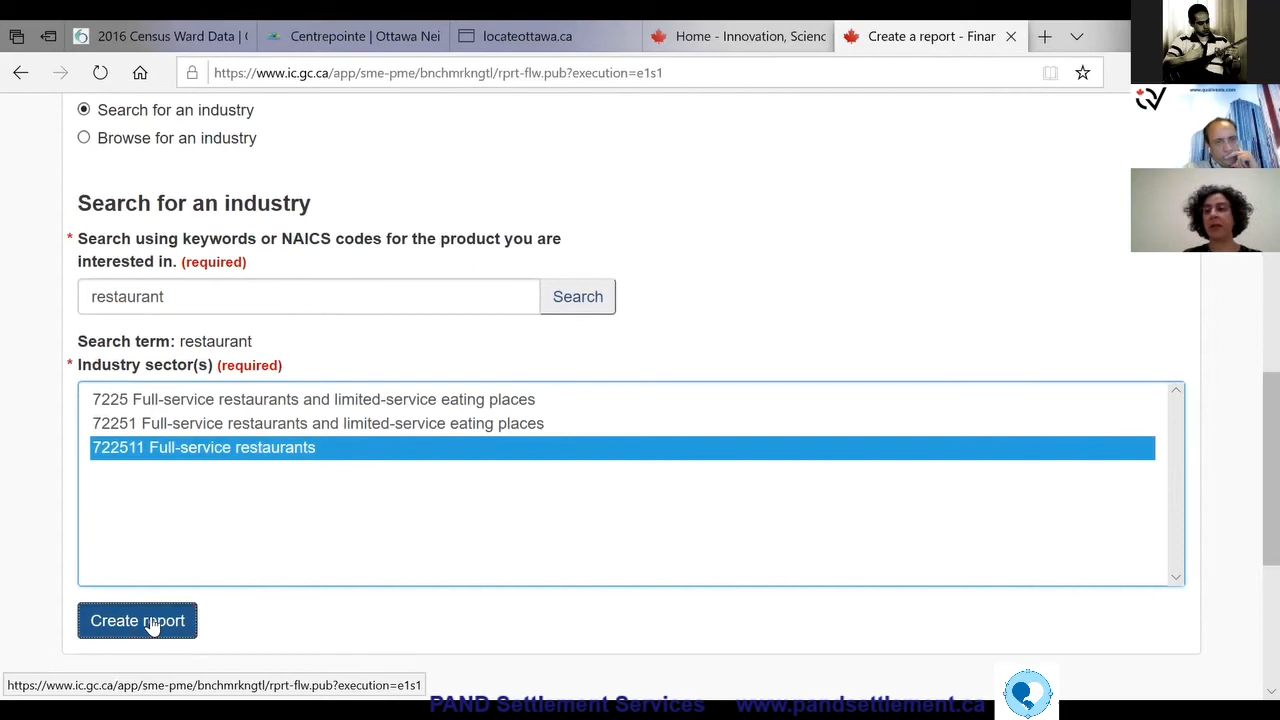 2016 Census Ward Data | (
Centrepointe | Ottawa Nei
locateottawa.ca
Home - Innovation, Scienc
Create a report - Finar
https://www.ic.gc.ca/app/sme-pme/bnchmrkngtl/rprt-flw.pub?execution=e1s1
www.qualiveats.com
Search for an industry
Browse for an industry
Search for an industry
* Search using keywords or NAICS codes for the product you are
interested in. (required)
restaurant
Search
Search term: restaurant
* Industry sector(s) (required)
7225 Full-service restaurants and limited-service eating places
72251 Full-service restaurants and limited-service eating places
722511 Full-service restaurants
Create report
https://www.ic.gc.ca/app/sme-pme/bnchmrkngtl/rprt-flw.pub?execution=e1s1
PAND Settlement Services www.pandsettlement.ca